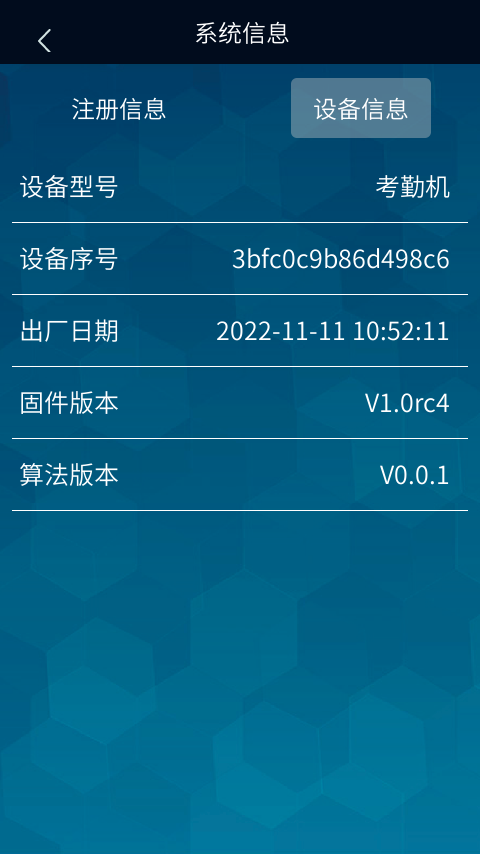 系统信息
注册信息 设备信息
设备型号 考勤机
设备序号 3bfc0c9b86d498c6
出厂日期 2022-11-11 10:52:11
固件版本 V1.0rc4
算法版本 V0.0.1